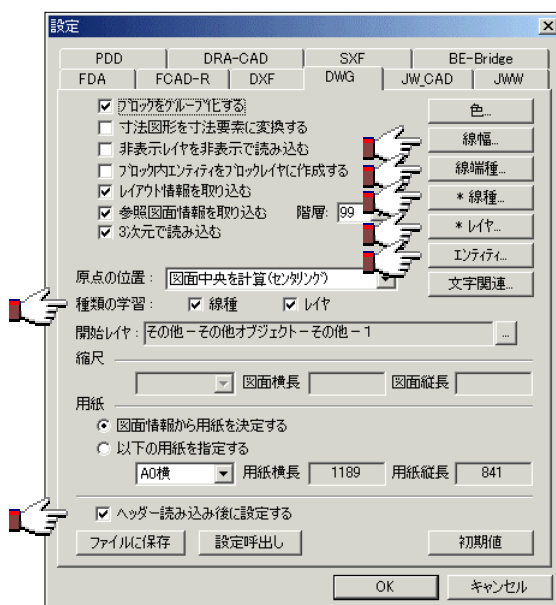 設定
PDD DRA-CAD SXF BE-Bridge
FDA FCAD-R DXF DWG JW_CAD JWW
ブロックをグループ化する
色...
寸法図形を寸法要素に変換する
線幅...
非表示レイヤを非表示で読み込む
ブロック内エンティティをブロックレイヤに作成する
線端種...
レイアウト情報を取り込む
* 線種...
参照図面情報を取り込む 階層: 99
* レイヤ...
3次元で読み込む
エンティティ...
原点の位置: 図面中央を計算(センタリング)
文字関連...
種類の学習: 線種 レイヤ
開始レイヤ: その他-その他オブジェクト-その他-1 ...
縮尺
図面横長 図面縦長
用紙
図面情報から用紙を決定する
以下の用紙を指定する
A0横 用紙横長 1189 用紙縦長 841
ヘッダー読み込み後に設定する
ファイルに保存 設定呼出し 初期値
OK キャンセル